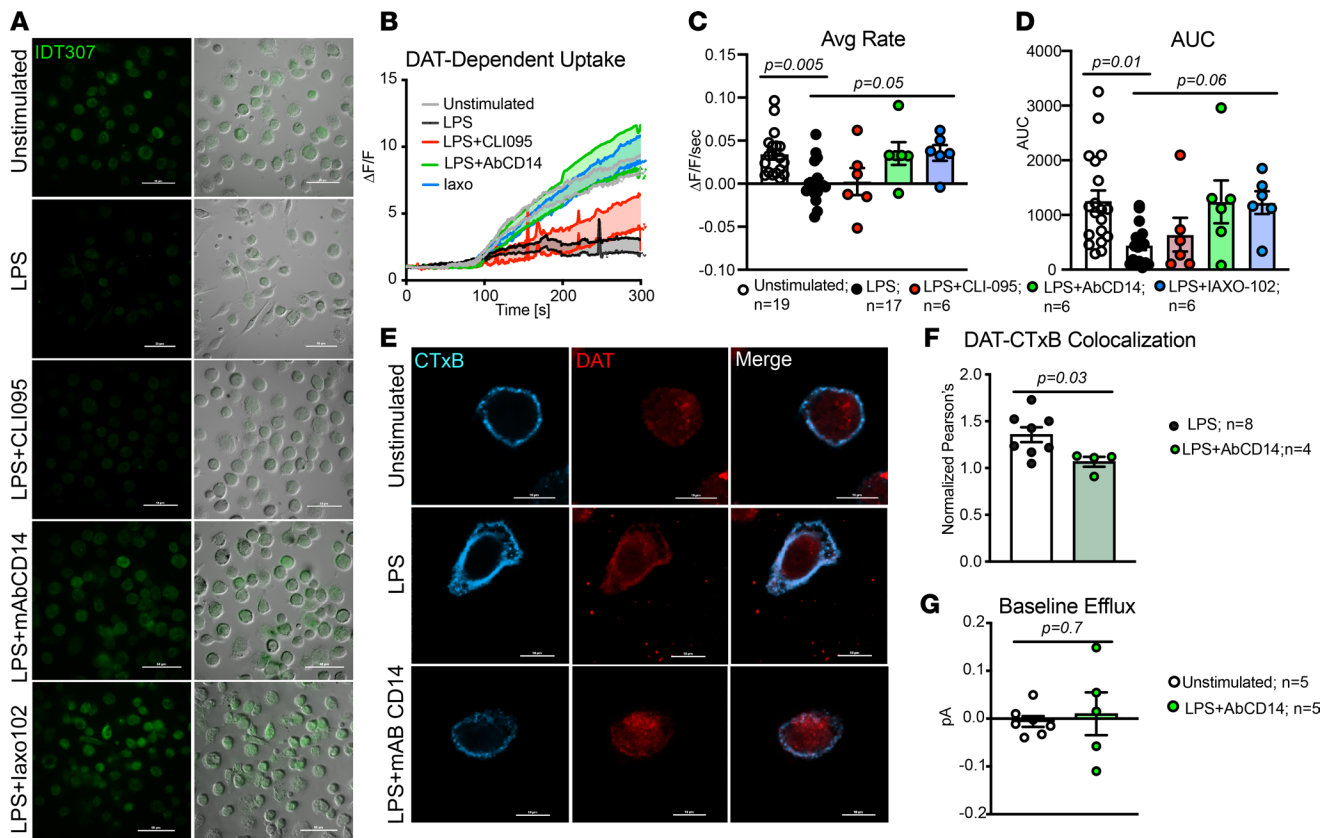 A
IDT307
Unstimulated
LPS
LPS+CLI095
LPS+mAbCD14
LPS+Iaxo102
B
DAT-Dependent Uptake
15
10
5
0
ΔF/F
Unstimulated
LPS
LPS+CLI095
LPS+AbCD14
Iaxo
0
100
200
300
Time [s]
C
Avg Rate
p=0.005
p=0.05
0.10
0.05
0.00
-0.05
-0.10
ΔF/F/sec
D
AUC
p=0.01
p=0.06
4000
3000
2000
1000
0
AUC
Unstimulated;
n=19
LPS;
n=17
LPS+CLI-095;
n=6
LPS+AbCD14;
n=6
LPS+IAXO-102;
n=6
E
CTxB
DAT
Merge
Unstimulated
LPS
LPS+mAB CD14
F
DAT-CTxB Colocalization
p=0.03
2.0
1.5
1.0
0.5
0.0
Normalized Pearson's
LPS; n=8
LPS+AbCD14;n=4
G
Baseline Efflux
p=0.7
0.2
0.1
0.0
-0.1
-0.2
pA
Unstimulated; n=5
LPS+AbCD14; n=5